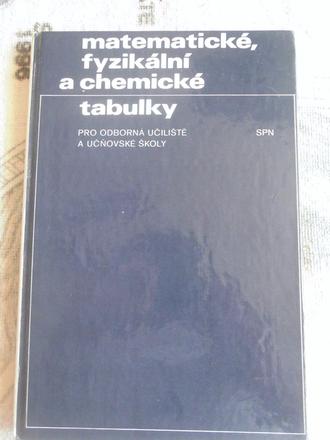 matematické,
fyzikální
a chemické
tabulky
PRO ODBORNÁ UČILIŠTĚ SPN
A UČŇOVSKÉ ŠKOLY